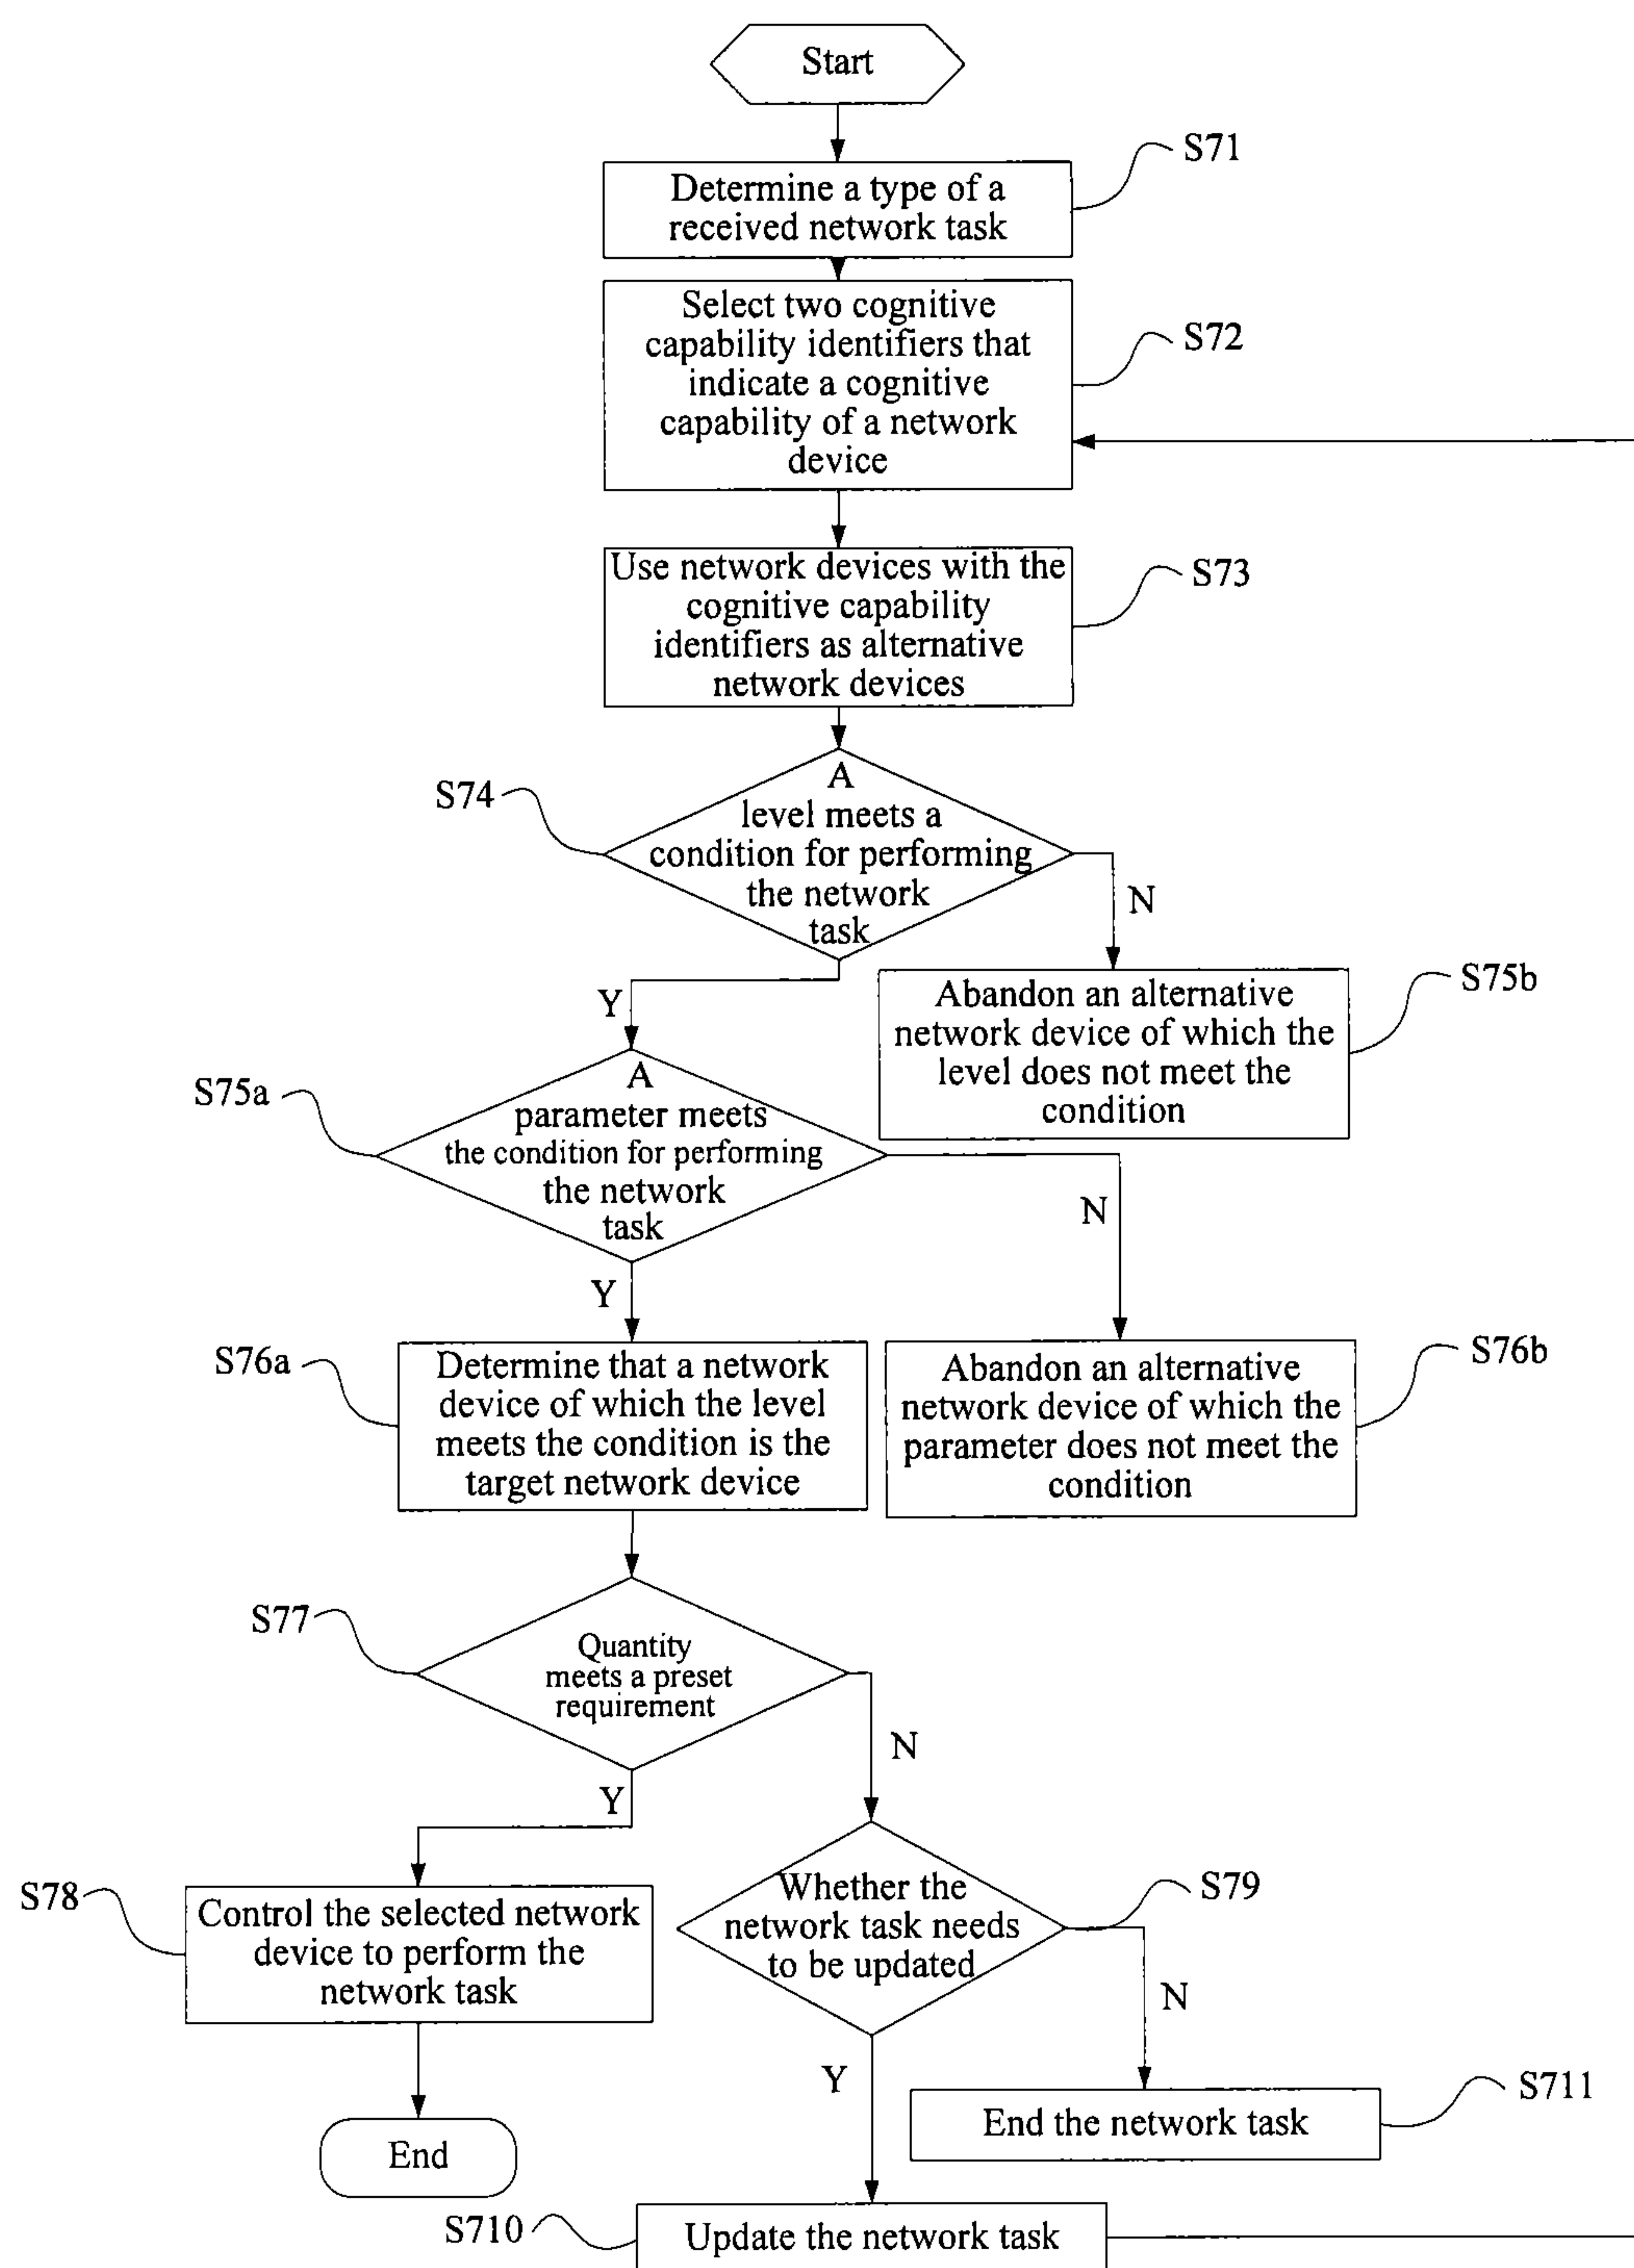 Start
S71
Determine a type of a
received network task
Select two cognitive
capability identifiers that
indicate a cognitive
capability of a network
device
S72
Use network devices with the
cognitive capability
identifiers as alternative
network devices
S73
S74
A
level meets a
condition for performing
the network
task
N
Y
Abandon an alternative
network device of which the
level does not meet the
condition
S75b
S75a
A
parameter meets
the condition for performing
the network
task
N
Y
S76a
Determine that a network
device of which the level
meets the condition is the
target network device
Abandon an alternative
network device of which the
parameter does not meet the
condition
S76b
S77
Quantity
meets a preset
requirement
N
Y
S78
Control the selected network
device to perform the
network task
Whether the
network task needs
to be updated
S79
N
Y
End
End the network task
S711
S710
Update the network task